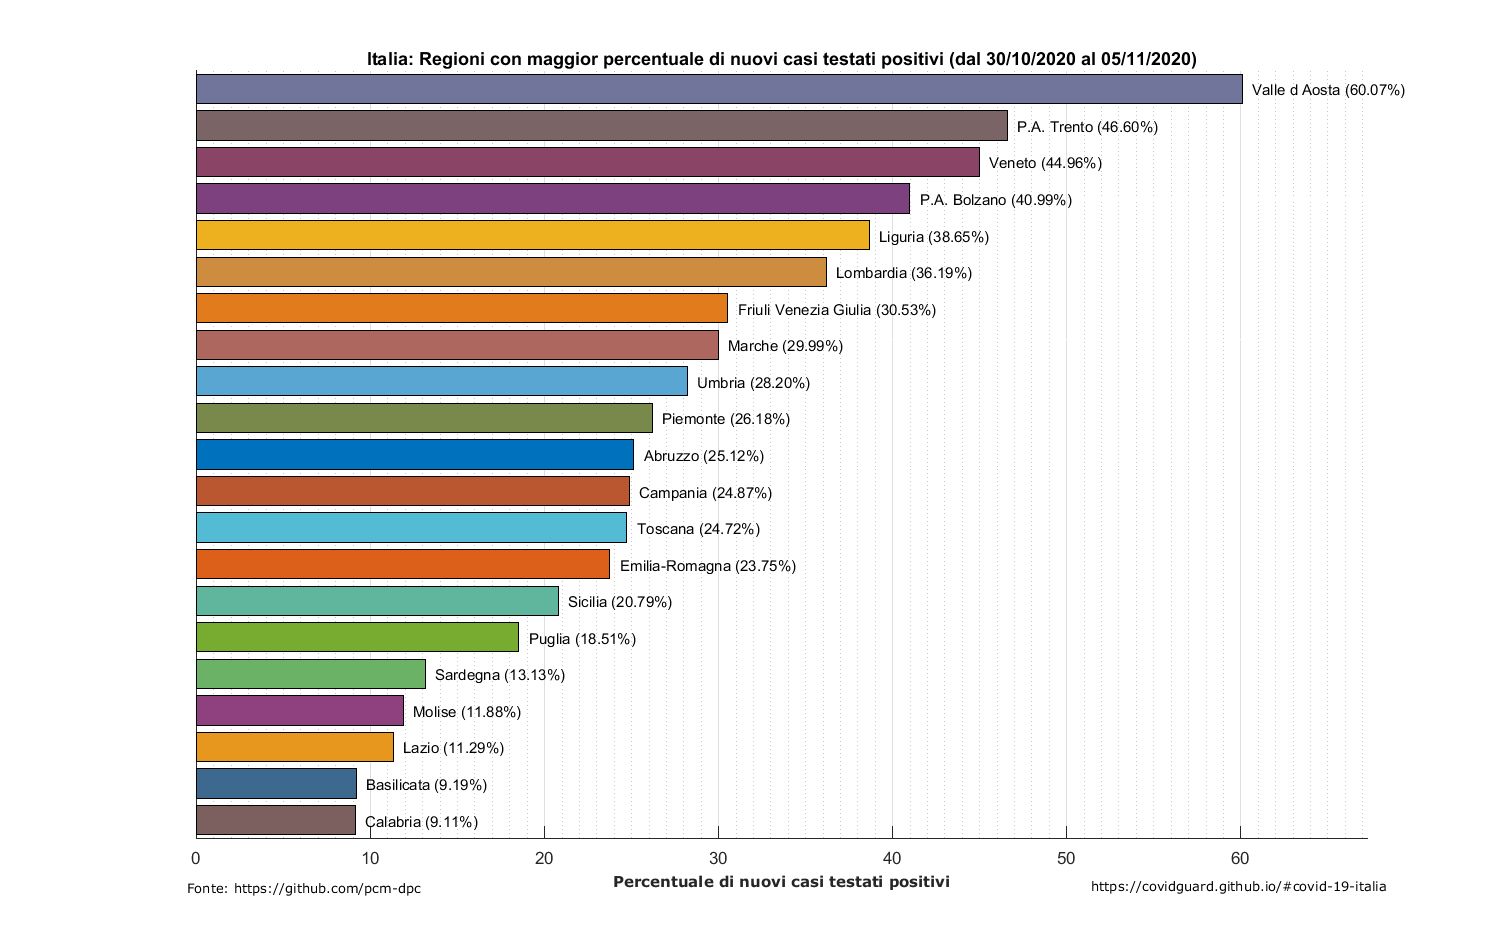 Italia: Regioni con maggior percentuale di nuovi casi testati positivi (dal 30/10/2020 al 05/11/2020)
Valle d Aosta (60.07%)
P.A. Trento (46.60%)
Veneto (44.96%)
P.A. Bolzano (40.99%)
Liguria (38.65%)
Lombardia (36.19%)
Friuli Venezia Giulia (30.53%)
Marche (29.99%)
Umbria (28.20%)
Piemonte (26.18%)
Abruzzo (25.12%)
Campania (24.87%)
Toscana (24.72%)
Emilia-Romagna (23.75%)
Sicilia (20.79%)
Puglia (18.51%)
Sardegna (13.13%)
Molise (11.88%)
Lazio (11.29%)
Basilicata (9.19%)
Calabria (9.11%)
0 10 20 30 40 50 60
Percentuale di nuovi casi testati positivi
Fonte: https://github.com/pcm-dpc
https://covidguard.github.io/#covid-19-italia